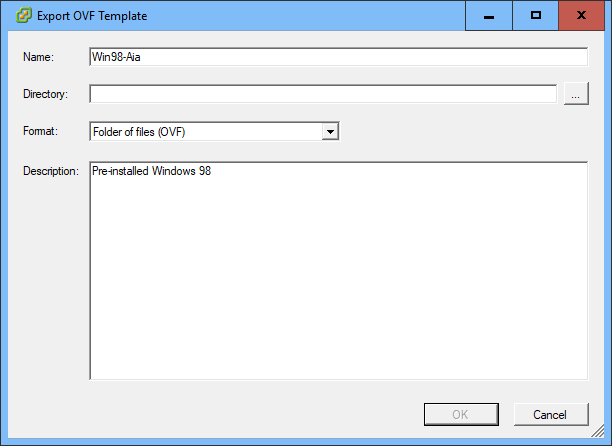 Export OVF Template
Name: Win98-Aia
Directory: ...
Format: Folder of files (OVF)
Description: Pre-installed Windows 98
OK Cancel